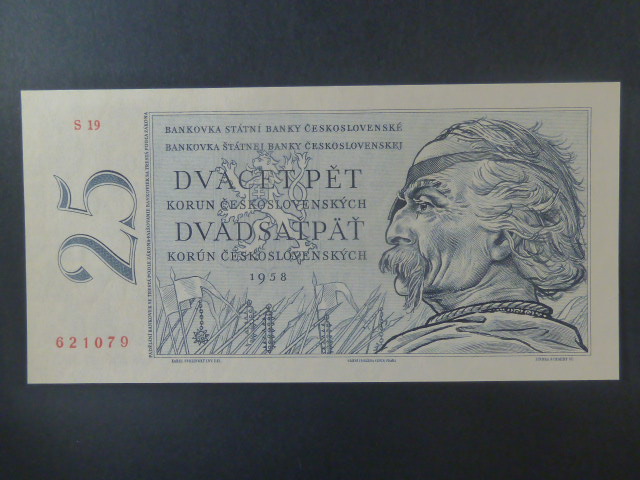 S 19
25
621079
BANKOVKA STÁTNÍ BANKY ČESKOSLOVENSKÉ
BANKOVKA ŠTÁTNEJ BANKY ČESKOSLOVENSKEJ
DVACET PĚT
KORUN ČESKOSLOVENSKÝCH
DVADSAŤPÄŤ
KORÚN ČESKOSLOVENSKÝCH
1958